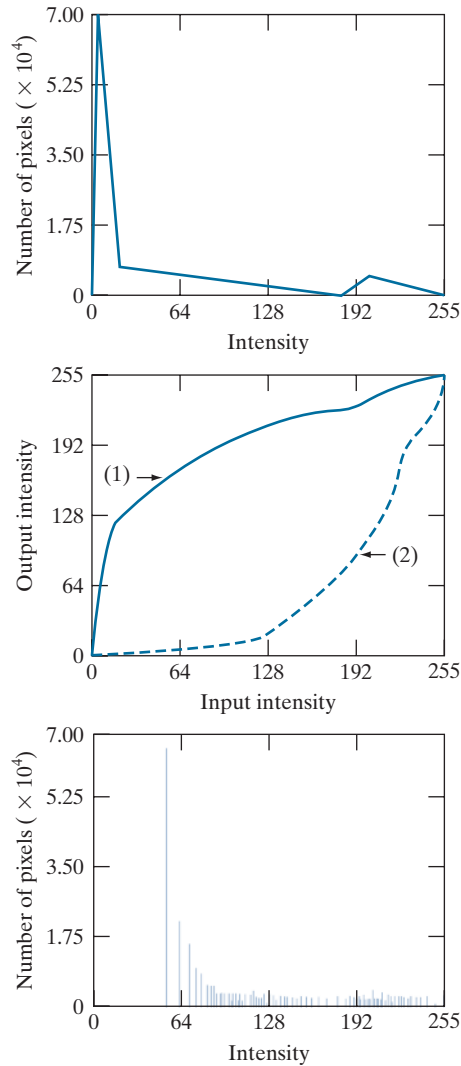 7.00
5.25
3.50
1.75
0
Number of pixels ( × 10⁴)
0 64 128 192 255
Intensity
255
192
128
64
0
Output intensity
(1)
(2)
0 64 128 192 255
Input intensity
7.00
5.25
3.50
1.75
0
Number of pixels ( × 10⁴)
0 64 128 192 255
Intensity